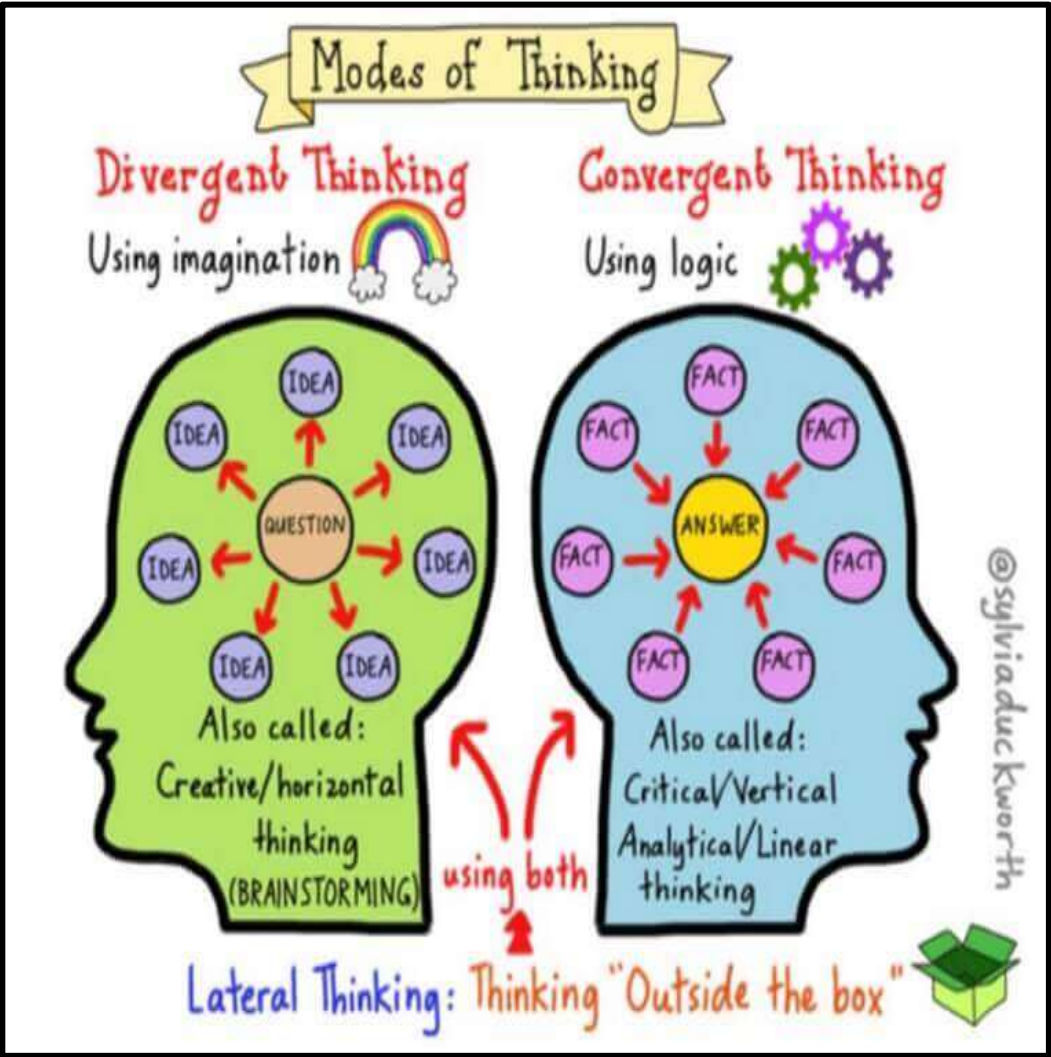 Modes of Thinking
Divergent Thinking
Using imagination
IDEA
IDEA
IDEA
QUESTION
IDEA
IDEA
IDEA
IDEA
Also called:
Creative/horizontal
thinking
(BRAINSTORMING)
Convergent Thinking
Using logic
FACT
FACT
FACT
ANSWER
FACT
FACT
FACT
FACT
Also called:
Critical/Vertical
Analytical/Linear
thinking
using both
Lateral Thinking: Thinking "Outside the box"
@sylviaduckworth